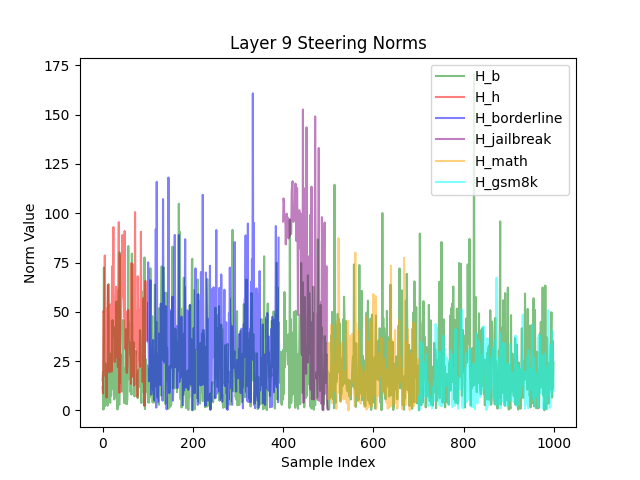 Layer 9 Steering Norms
175
150
125
100
75
50
25
0
Norm Value
0
200
400
600
800
1000
Sample Index
H_b
H_h
H_borderline
H_jailbreak
H_math
H_gsm8k